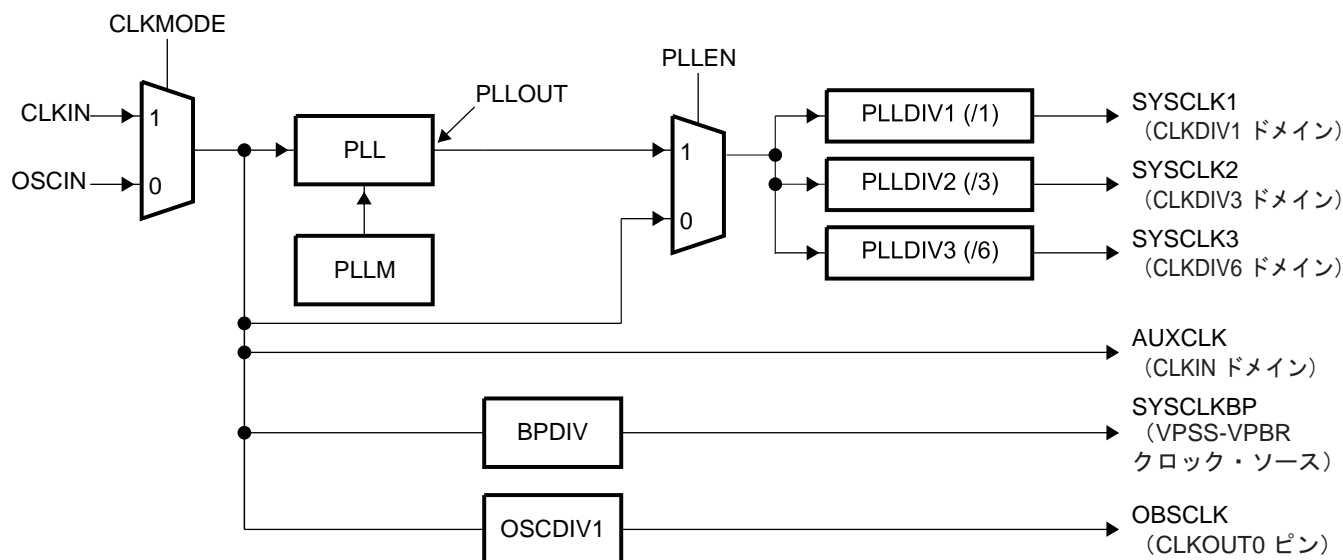 CLKMODE
CLKIN
OSCIN
1
0
PLL
PLLM
PLLOUT
PLLEN
1
0
PLLDIV1 (/1)
PLLDIV2 (/3)
PLLDIV3 (/6)
SYSCLK1
（CLKDIV1 ドメイン）
SYSCLK2
（CLKDIV3 ドメイン）
SYSCLK3
（CLKDIV6 ドメイン）
AUXCLK
（CLKIN ドメイン）
BPDIV
SYSCLKBP
（VPSS-VPBR
クロック・ソース）
OSCDIV1
OBSCLK
（CLKOUT0 ピン）